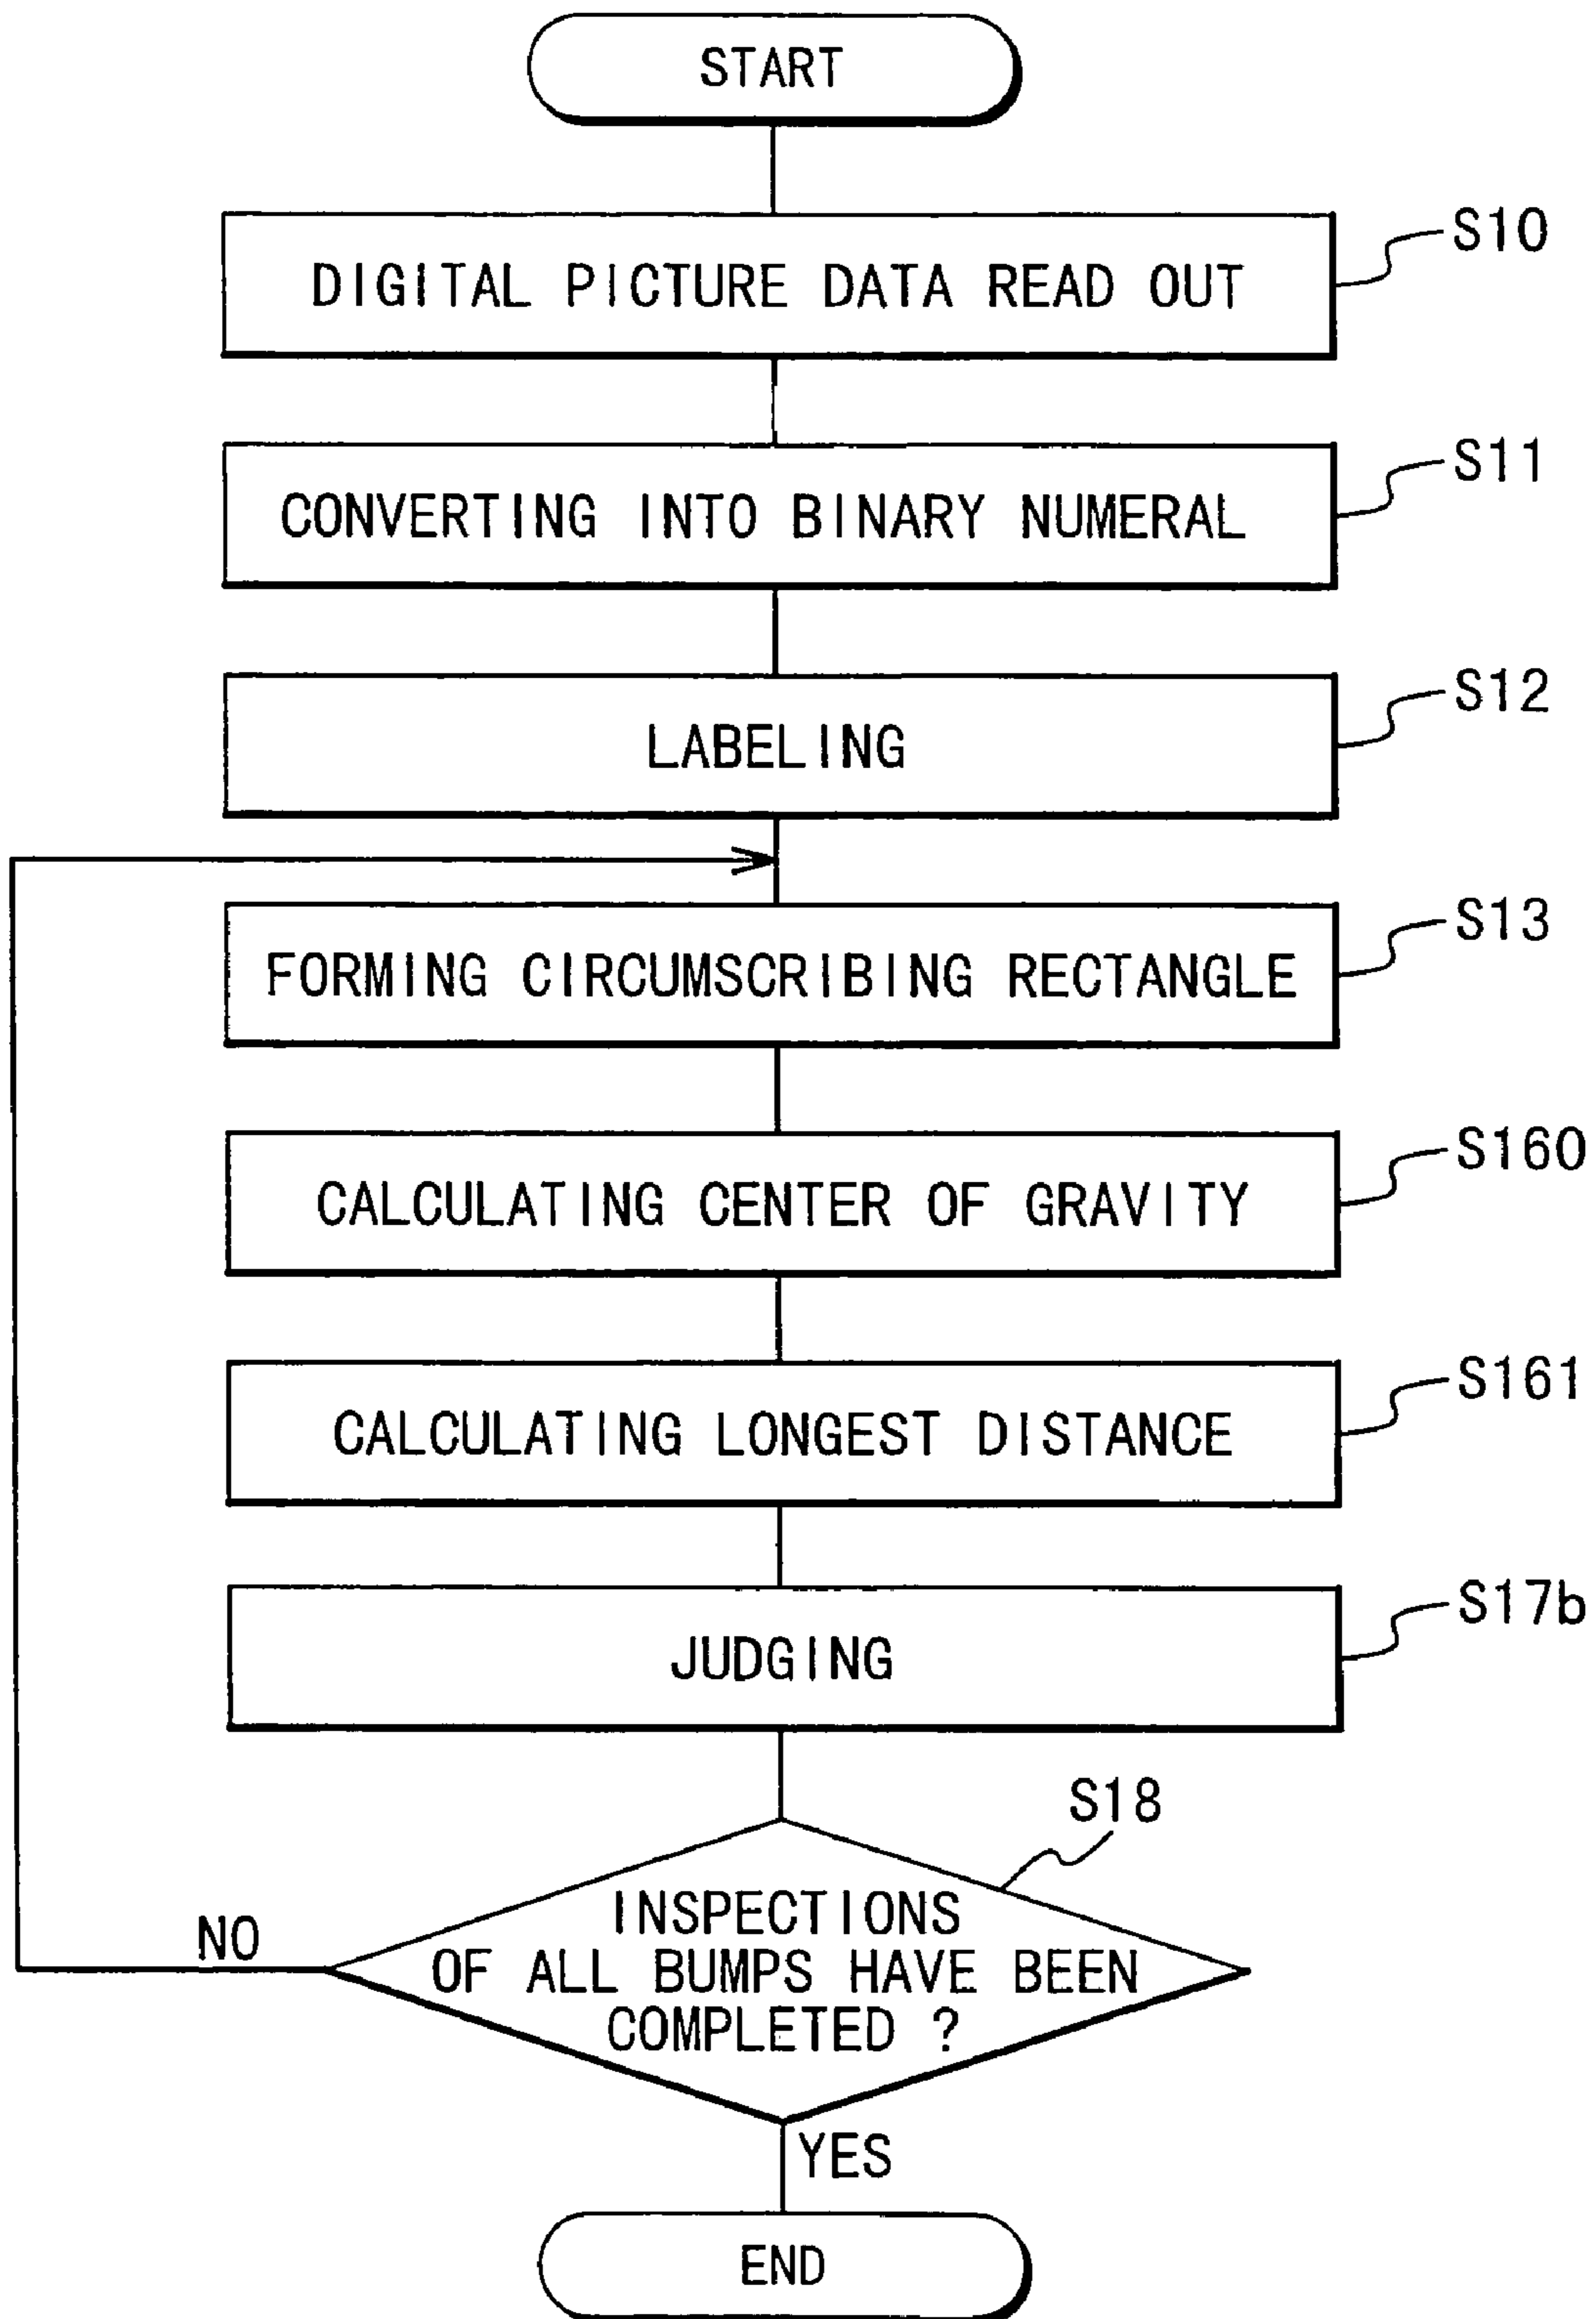 START
DIGITAL PICTURE DATA READ OUT
S10
CONVERTING INTO BINARY NUMERAL
S11
LABELING
S12
FORMING CIRCUMSCRIBING RECTANGLE
S13
CALCULATING CENTER OF GRAVITY
S160
CALCULATING LONGEST DISTANCE
S161
JUDGING
S17b
S18
INSPECTIONS
OF ALL BUMPS HAVE BEEN
COMPLETED ?
NO
YES
END